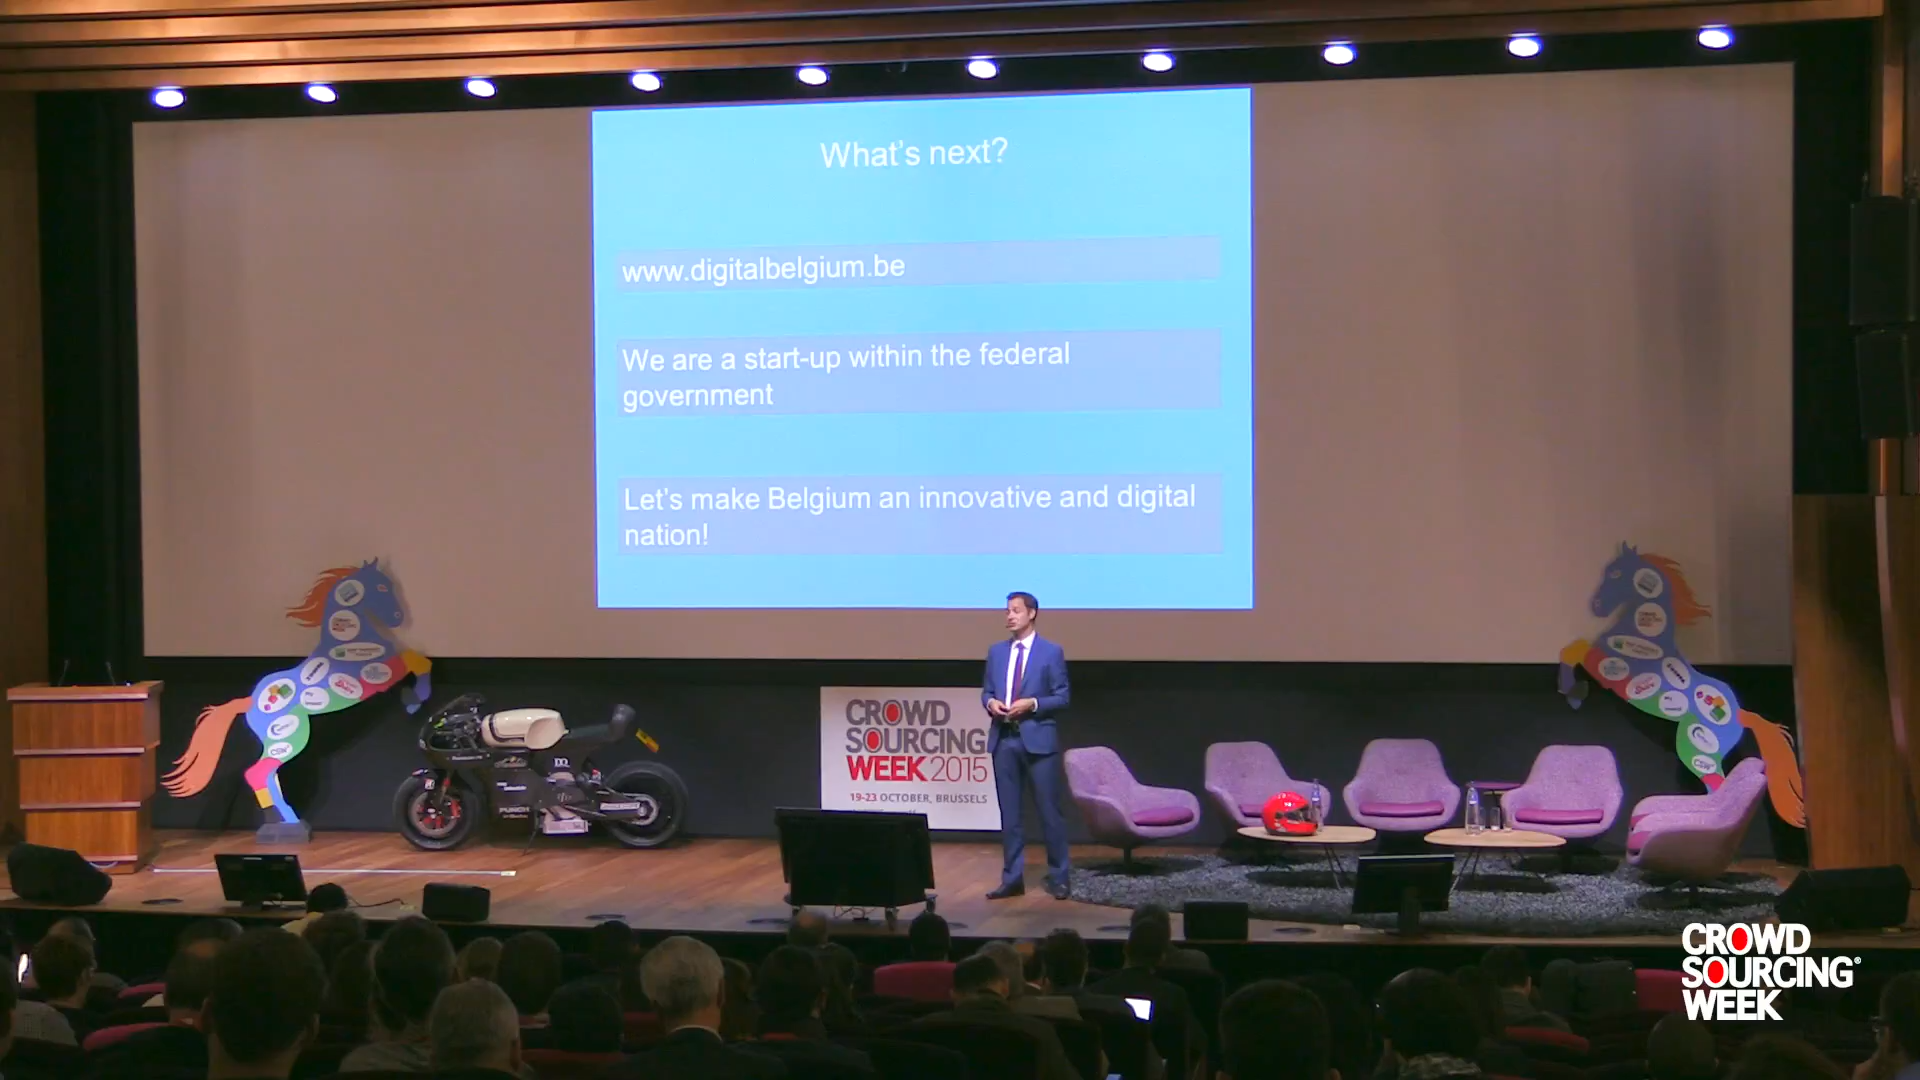 What's next?
www.digitalbelgium.be
We are a start-up within the federal
government
Let's make Belgium an innovative and digital
nation!
CROWD
SOURCING
WEEK 2015
19-23 OCTOBER, BRUSSELS
CROWD
SOURCING®
WEEK